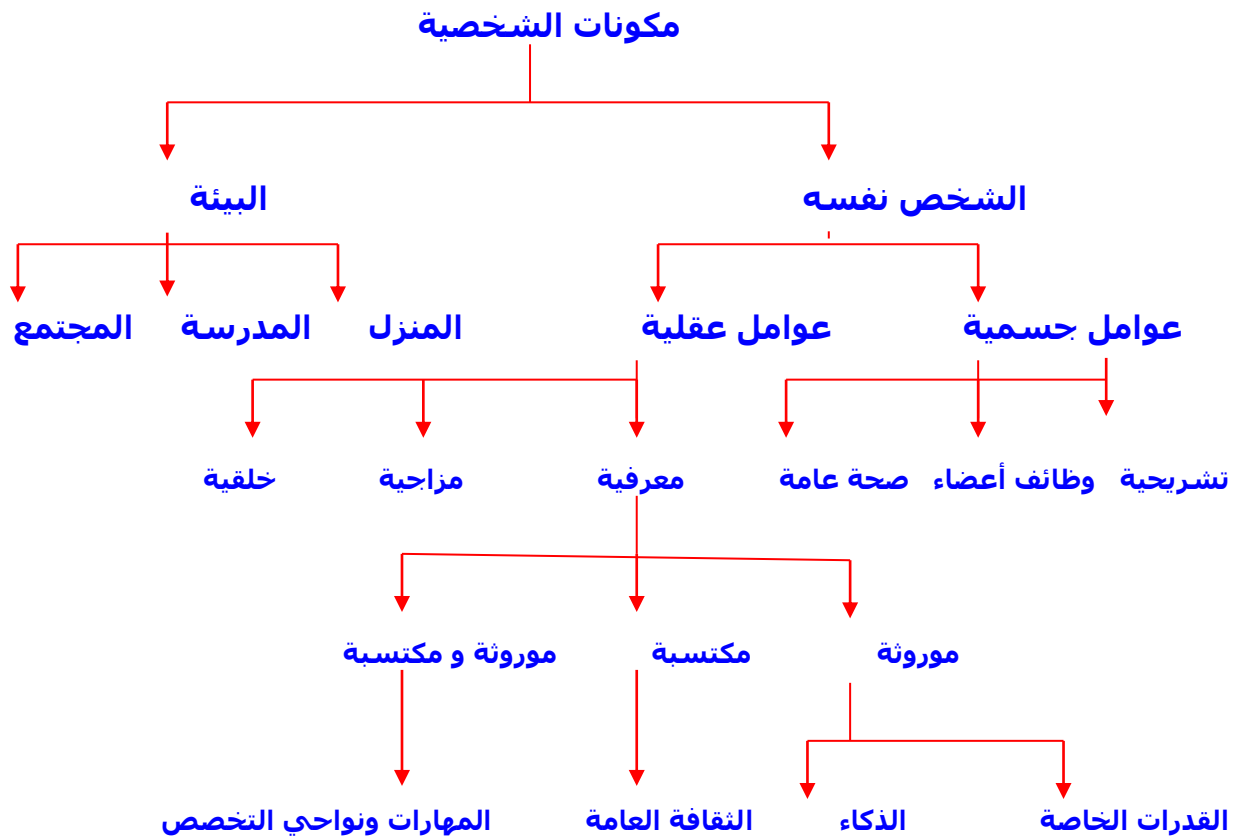 مكونات الشخصية
الشخص نفسه
البيئة
عوامل جسمية
عوامل عقلية
المنزل
المدرسة
المجتمع
تشريحية
وظائف أعضاء
صحة عامة
معرفية
مزاجية
خلقية
موروثة
مكتسبة
موروثة و مكتسبة
القدرات الخاصة
الذكاء
الثقافة العامة
المهارات ونواحي التخصص